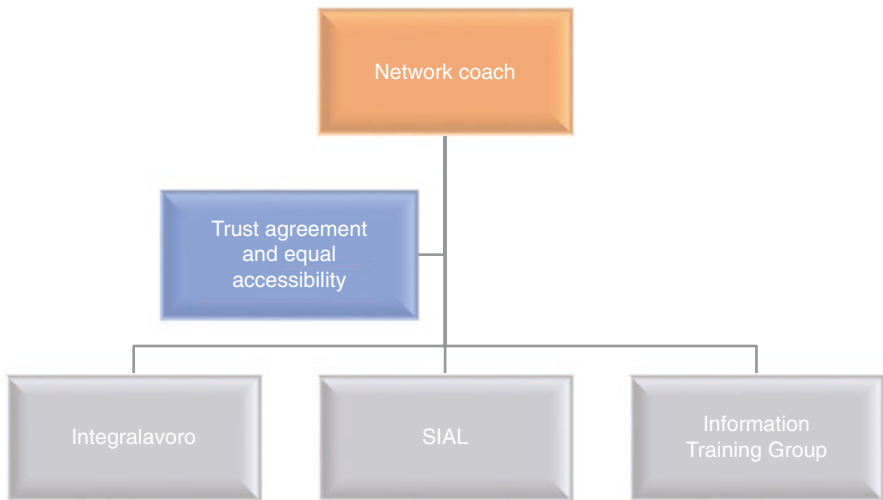 Network coach
Trust agreement
and equal
accessibility
Integralavoro
SIAL
Information
Training Group